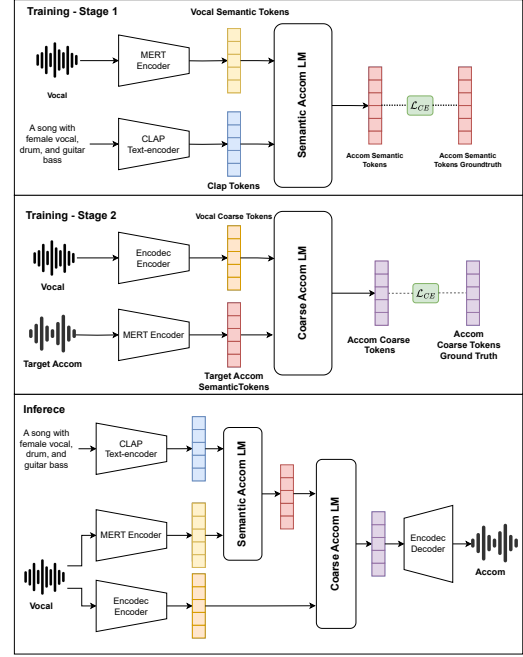 Training - Stage 1
Vocal Semantic Tokens
MERT
Encoder
Vocal
A song with
female vocal,
drum, and guitar
bass
CLAP
Text-encoder
Clap Tokens
Semantic Accom LM
Accom Semantic
Tokens
L_CE
Accom Semantic
Tokens Groundtruth
Training - Stage 2
Vocal Coarse Tokens
Encodec
Encoder
Vocal
MERT Encoder
Target Accom
Target Accom
SemanticTokens
Coarse Accom LM
Accom Coarse
Tokens
L_CE
Accom
Coarse Tokens
Ground Truth
Inferece
A song with
female vocal,
drum, and
guitar bass
CLAP
Text-encoder
Semantic Accom LM
MERT Encoder
Vocal
Encodec
Encoder
Coarse Accom LM
Encodec
Decoder
Accom